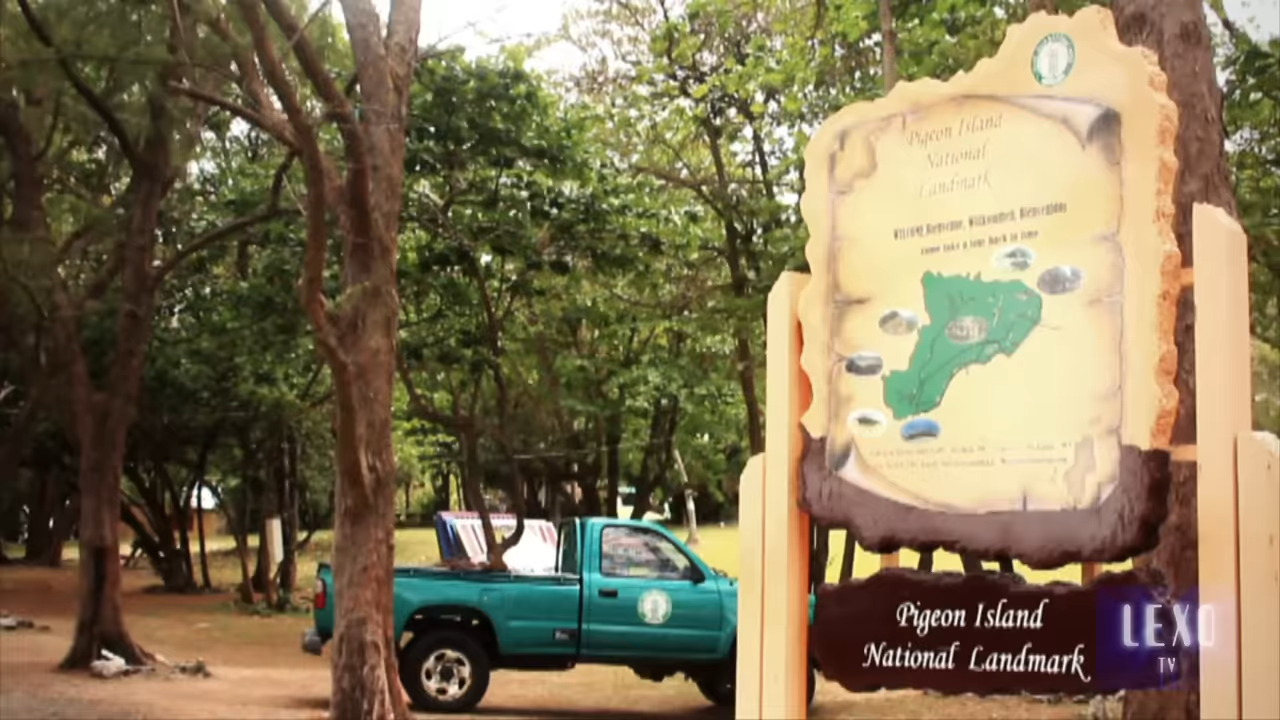 Pigeon Island
National
Landmark
Welcome, Bienvenue, Willkommen, Bienvenidos
come take a tour back in time
Pigeon Island
National Landmark
LEXO
TV